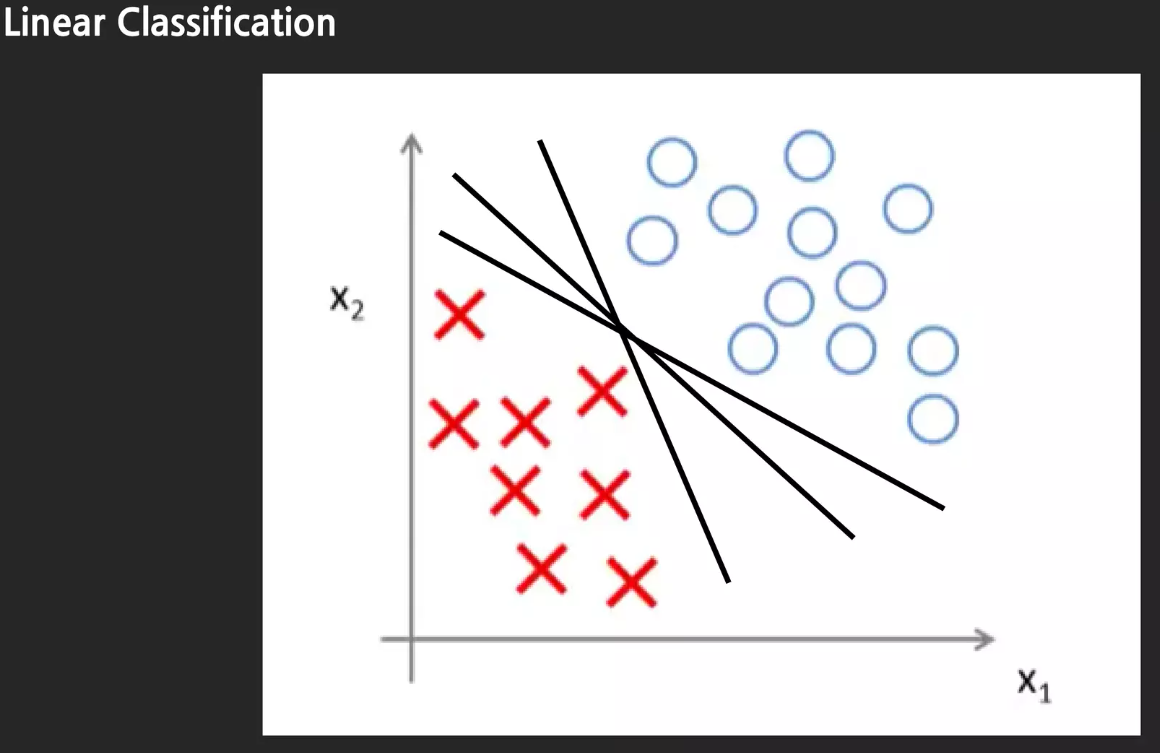 Linear Classification
x₂
x₁